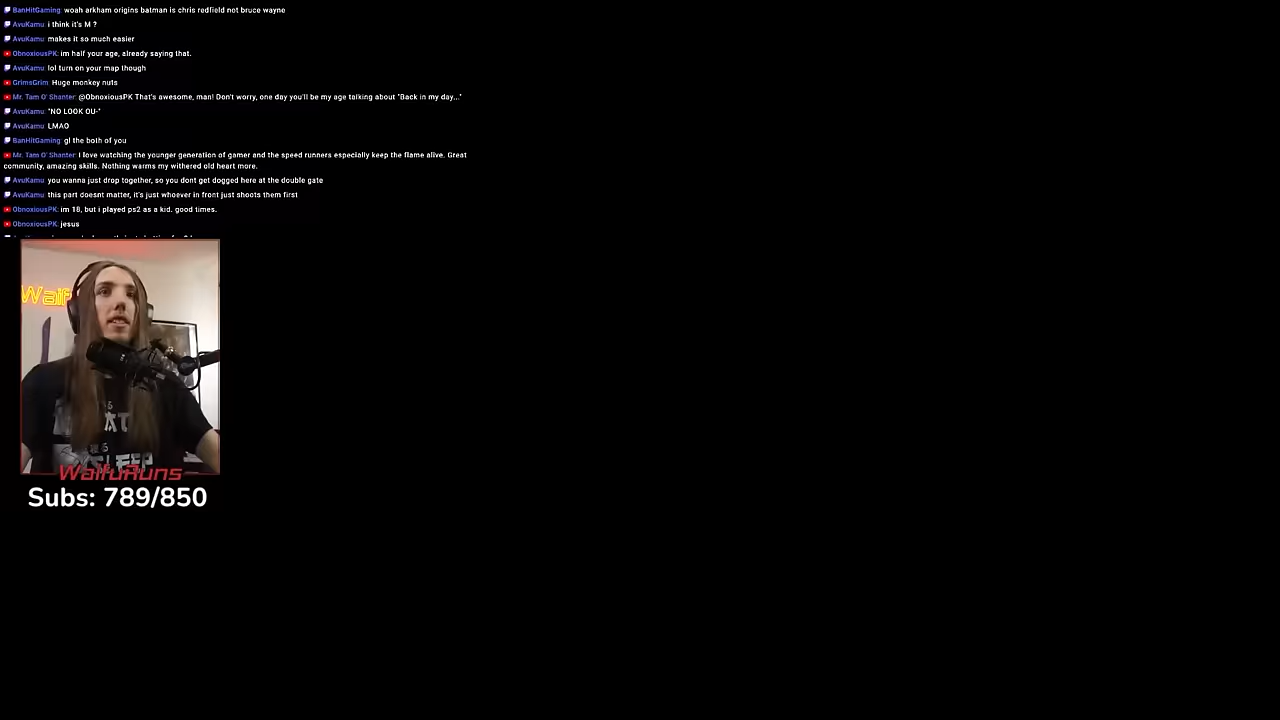 BanHitGaming: woah arkham origins batman is chris redfield not bruce wayne
AvuKamu: i think it's M ?
AvuKamu: makes it so much easier
ObnoxiousPK: im half your age, already saying that.
AvuKamu: lol turn on your map though
GrimsGrim: Huge monkey nuts
Mr. Tam O' Shanter: @ObnoxiousPK That's awesome, man! Don't worry, one day you'll be my age talking about "Back in my day..."
AvuKamu: "NO LOOK OU-"
AvuKamu: LMAO
BanHitGaming: gl the both of you
Mr. Tam O' Shanter: I love watching the younger generation of gamer and the speed runners especially keep the flame alive. Great
community, amazing skills. Nothing warms my withered old heart more.
AvuKamu: you wanna just drop together, so you dont get dogged here at the double gate
AvuKamu: this part doesnt matter, it's just whoever in front just shoots them first
ObnoxiousPK: im 18, but i played ps2 as a kid. good times.
ObnoxiousPK: jesus
Waif
WaifuRuns
Subs: 789/850